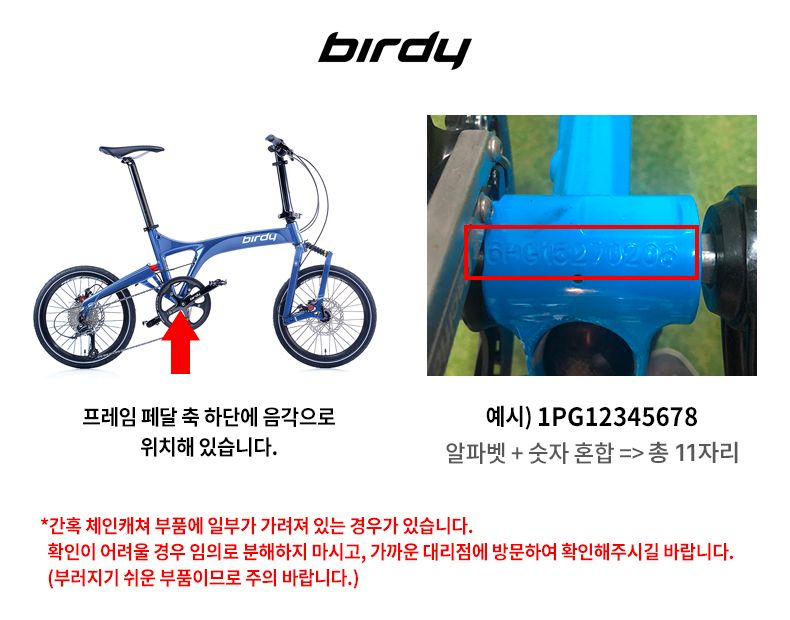 birdy
birdy
6PG15270208
프레임 페달 축 하단에 음각으로
위치해 있습니다.
예시) 1PG12345678
알파벳 + 숫자 혼합 => 총 11자리
*간혹 체인캐쳐 부품에 일부가 가려져 있는 경우가 있습니다.
확인이 어려울 경우 임의로 분해하지 마시고, 가까운 대리점에 방문하여 확인해주시길 바랍니다.
(부러지기 쉬운 부품이므로 주의 바랍니다.)